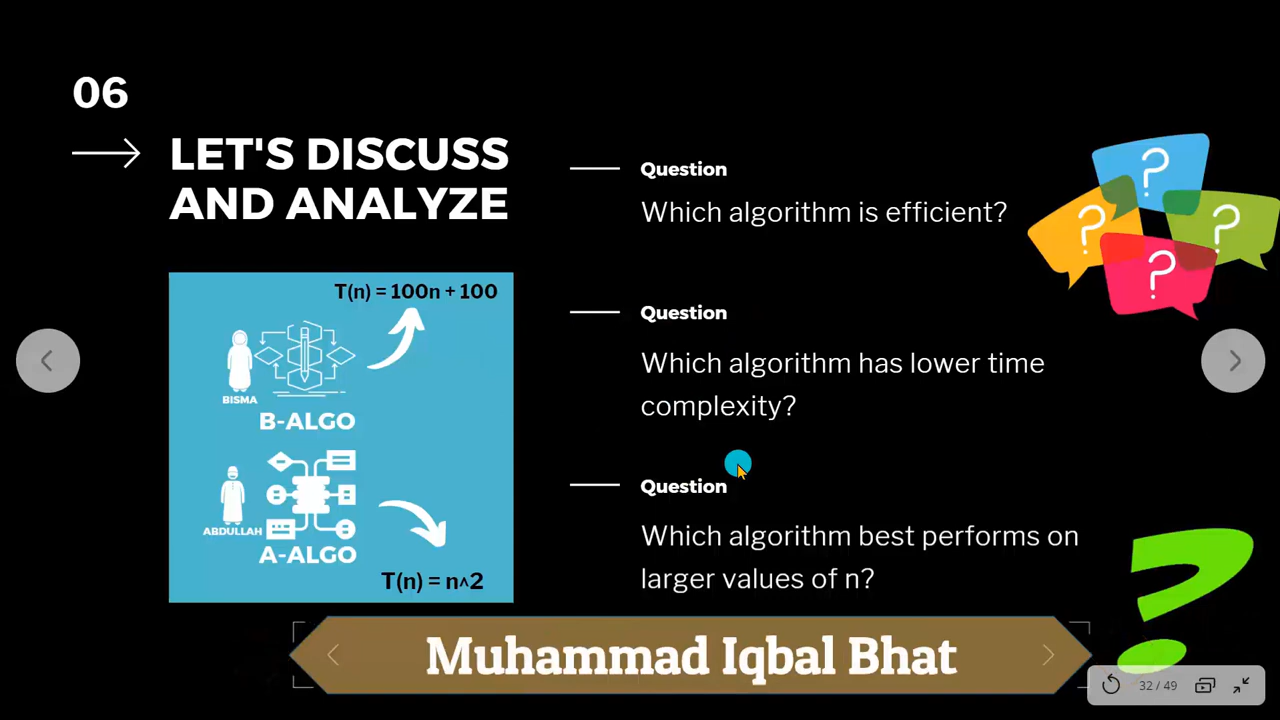 06
LET'S DISCUSS
AND ANALYZE
T(n) = 100n + 100
BISMA
B-ALGO
ABDULLAH
A-ALGO
T(n) = n^2
Question
Which algorithm is efficient?
Question
Which algorithm has lower time
complexity?
Question
Which algorithm best performs on
larger values of n?
? ? ? ?
?
Muhammad Iqbal Bhat
32 / 49